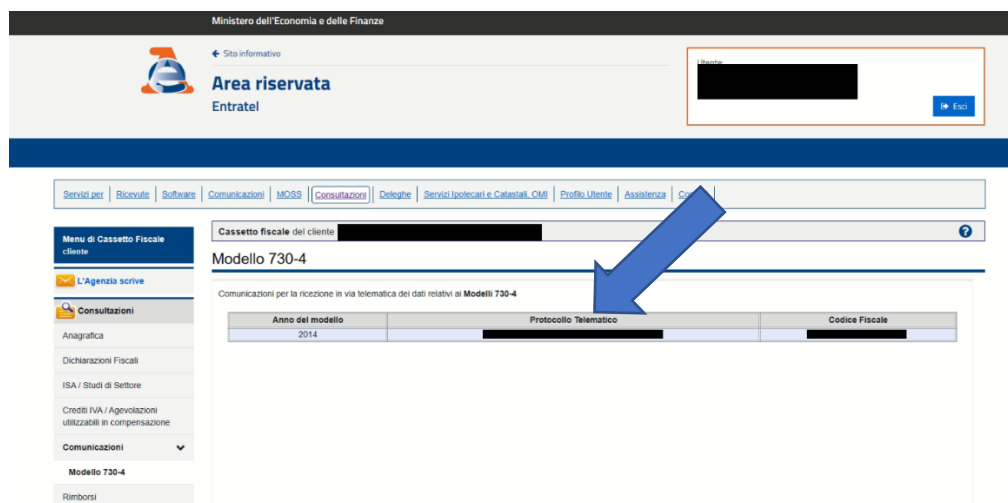 Ministero dell'Economia e delle Finanze
Sito informativo
Area riservata
Entratel
Utente:
Esci
Servizi per | Ricevute | Software | Comunicazioni | MOSS | Consultazioni | Deleghe | Servizi Ipotecari e Catastali, OMI | Profilo Utente | Assistenza |
Menu di Cassetto Fiscale
cliente
L'Agenzia scrive
Consultazioni
Anagrafica
Dichiarazioni Fiscali
ISA / Studi di Settore
Crediti IVA / Agevolazioni
utilizzabili in compensazione
Comunicazioni
Modello 730-4
Rimborsi
Cassetto fiscale del cliente
?
Modello 730-4
Comunicazioni per la ricezione in via telematica dei dati relativi ai Modelli 730-4
Anno del modello Protocollo Telematico Codice Fiscale
2014